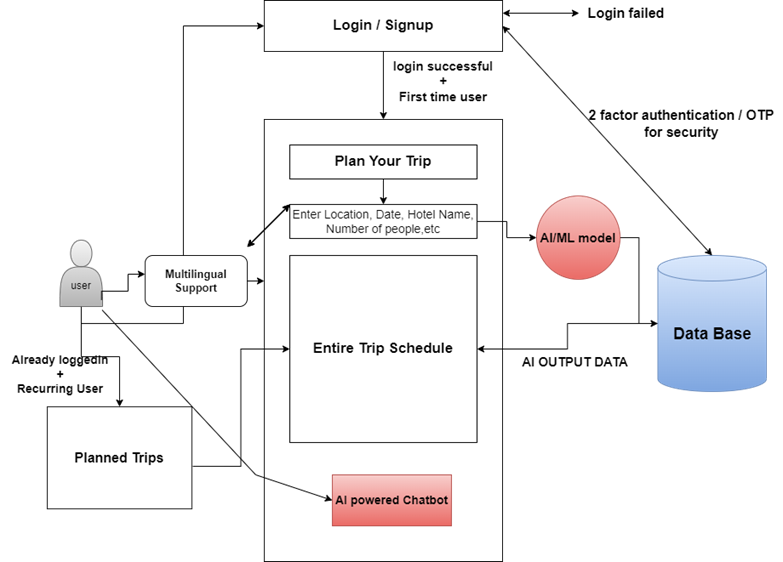 Login / Signup
Login failed
login successful
+
First time user
2 factor authentication / OTP
for security
Plan Your Trip
Enter Location, Date, Hotel Name,
Number of people,etc
AI/ML model
user
Multilingual
Support
Entire Trip Schedule
Data Base
AI OUTPUT DATA
Already loggedin
+
Recurring User
Planned Trips
AI powered Chatbot